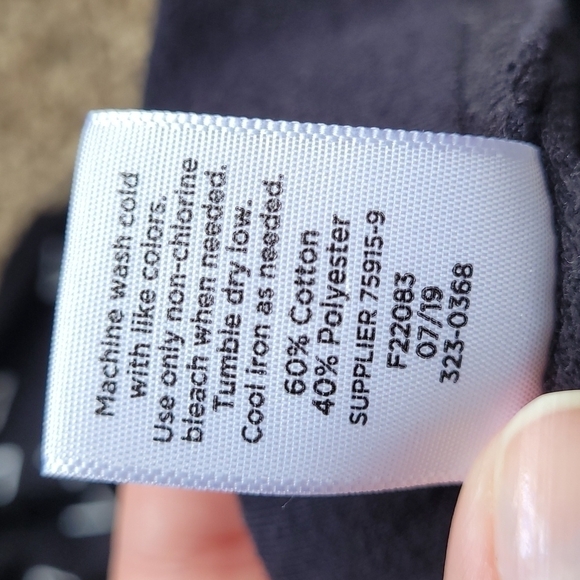 Machine wash cold
with like colors.
Use only non-chlorine
bleach when needed.
Tumble dry low.
Cool iron as needed.
60% Cotton
40% Polyester
SUPPLIER 75915-9
F22083
07/19
323-0368